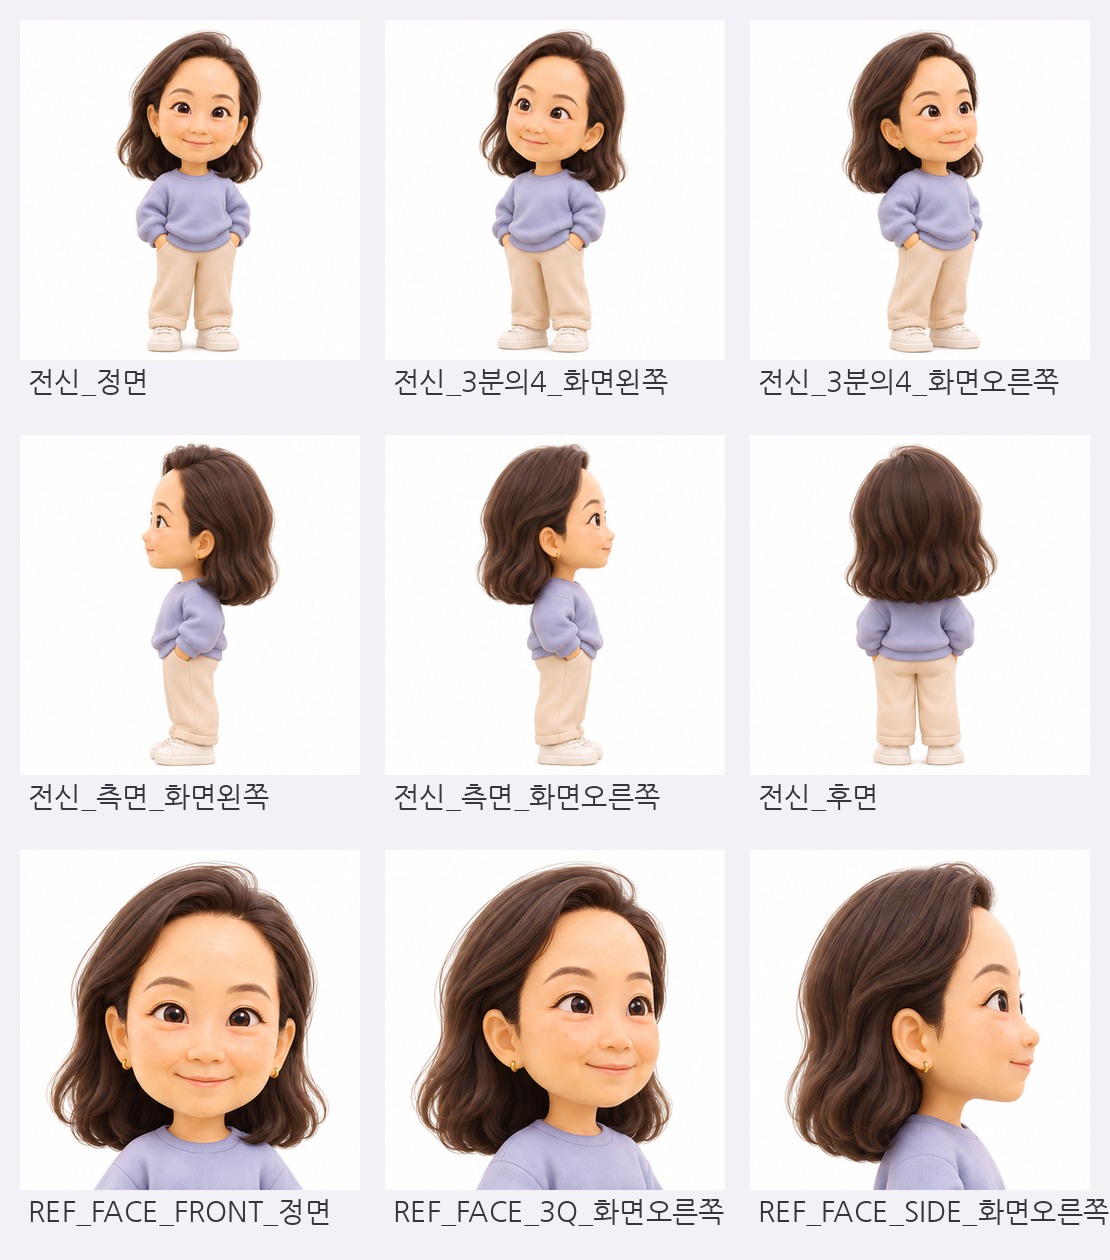 전신_정면
전신_3분의4_화면왼쪽
전신_3분의4_화면오른쪽
전신_측면_화면왼쪽
전신_측면_화면오른쪽
전신_후면
REF_FACE_FRONT_정면
REF_FACE_3Q_화면오른쪽
REF_FACE_SIDE_화면오른쪽